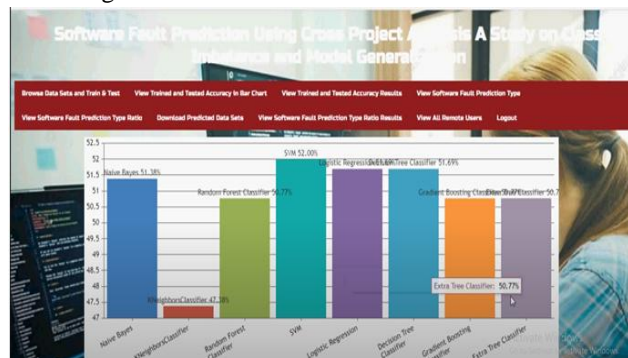 Software Fault Prediction Using Cross Project Analysis A Study on Class
Imbalance and Model Generalization
Browse Data Sets and Train & Test View Trained and Tested Accuracy in Bar Chart View Trained and Tested Accuracy Results View Software Fault Prediction Type
View Software Fault Prediction Type Ratio Download Predicted Data Sets View Software Fault Prediction Type Ratio Results View All Remote Users Logout
52.5
52
51.5
51
50.5
50
49.5
49
48.5
48
47.5
47
SVM 52.00%
Naive Bayes 51.38%
Logistic Regression Decision Tree Classifier 51.69%
Random Forest Classifier 50.77%
Gradient Boosting 50.7
KNeighborsClassifier 47.38%
Extra Tree Classifier: 50.77%
Naive Bayes
KNeighborsClassifier
Random Forest
Classifier
SVM
Logistic Regression
Decision Tree
Classifier
Gradient Boosting
Classifier
Extra Tree Classifier
Activate Windows